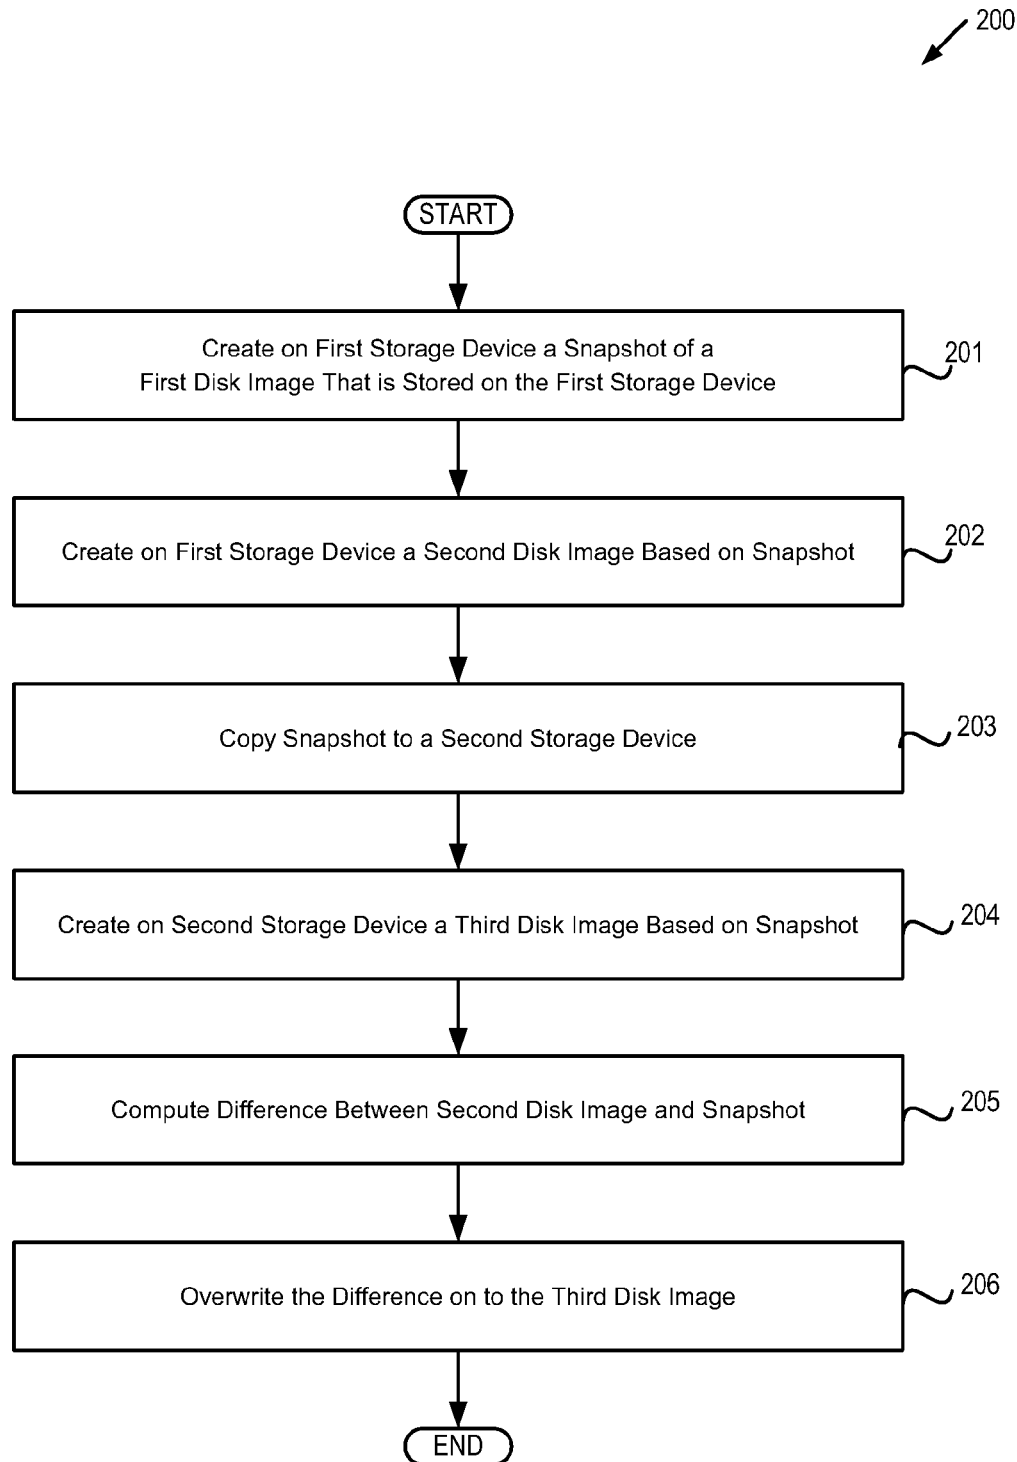 200
START
Create on First Storage Device a Snapshot of a
First Disk Image That is Stored on the First Storage Device
201
Create on First Storage Device a Second Disk Image Based on Snapshot
202
Copy Snapshot to a Second Storage Device
203
Create on Second Storage Device a Third Disk Image Based on Snapshot
204
Compute Difference Between Second Disk Image and Snapshot
205
Overwrite the Difference on to the Third Disk Image
206
END